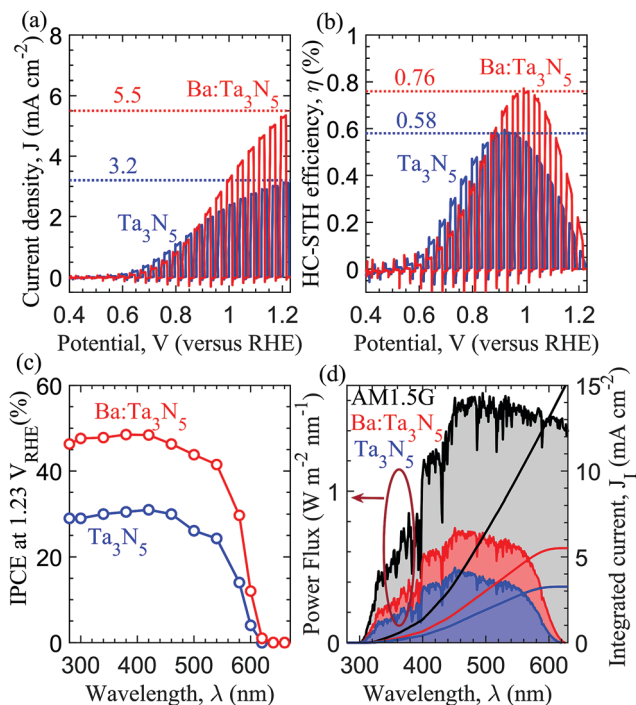 (a)
Current density, J (mA cm⁻²)
8
6
4
2
0
5.5
Ba:Ta₃N₅
3.2
Ta₃N₅
0.4 0.6 0.8 1 1.2
Potential, V (versus RHE)
(b)
HC-STH efficiency, η (%)
1
0.8
0.6
0.4
0.2
0
0.76
Ba:Ta₃N₅
0.58
Ta₃N₅
0.4 0.6 0.8 1 1.2
Potential, V (versus RHE)
(c)
IPCE at 1.23 V_RHE (%)
60
40
20
0
Ba:Ta₃N₅
Ta₃N₅
300 400 500 600
Wavelength, λ (nm)
(d)
Power Flux (W m⁻² nm⁻¹)
1
0
AM1.5G
Ba:Ta₃N₅
Ta₃N₅
15
10
5
0
Integrated current, J_I (mA cm⁻²)
300 400 500 600
Wavelength, λ (nm)